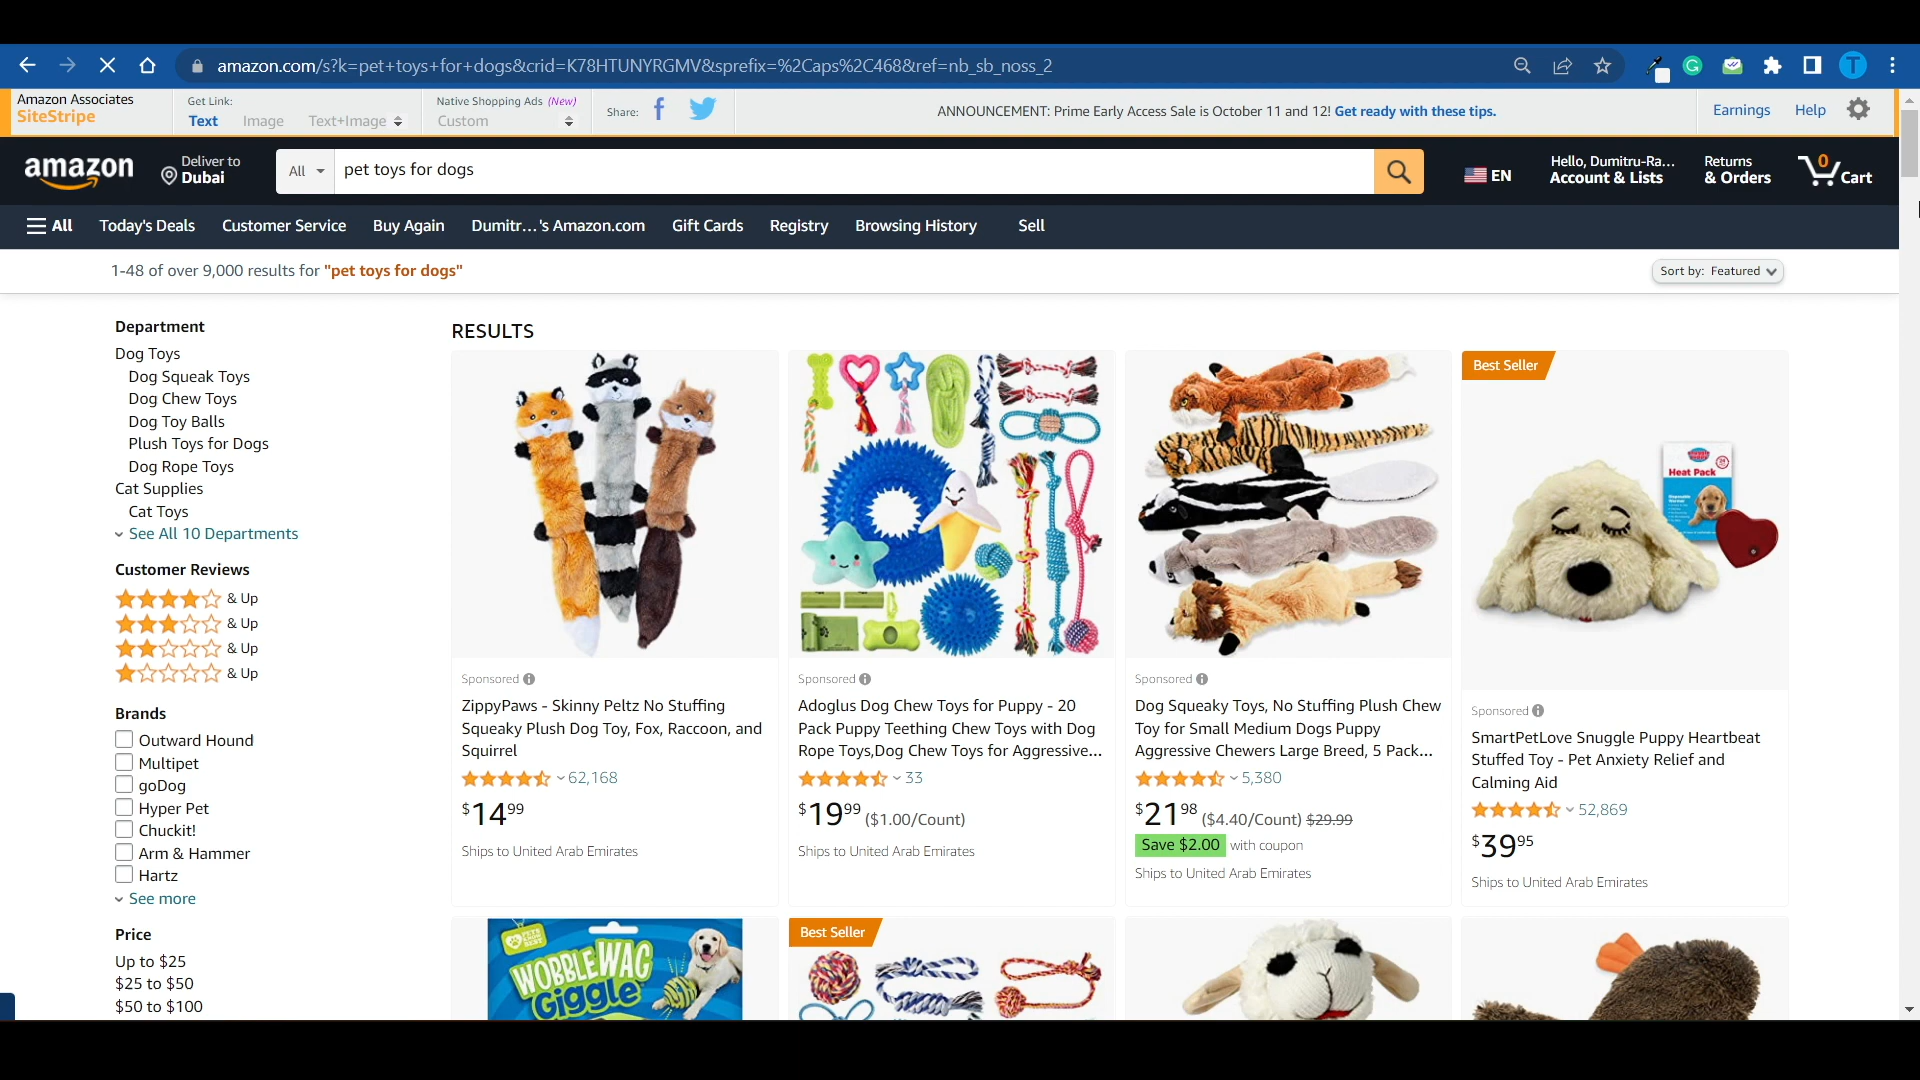 amazon.com/s?k=pet+toys+for+dogs&crid=K78HTUNYRGMV&sprefix=%2Caps%2C468&ref=nb_sb_noss_2
T
Amazon Associates
SiteStripe
Get Link:
Text Image Text+Image
Native Shopping Ads (New)
Custom
Share:
ANNOUNCEMENT: Prime Early Access Sale is October 11 and 12! Get ready with these tips.
Earnings Help
amazon
Deliver to
Dubai
All
pet toys for dogs
EN
Hello, Dumitru-Ra...
Account & Lists
Returns
& Orders
0
Cart
All Today's Deals Customer Service Buy Again Dumitr...'s Amazon.com Gift Cards Registry Browsing History Sell
1-48 of over 9,000 results for "pet toys for dogs"
Sort by: Featured
Department
Dog Toys
Dog Squeak Toys
Dog Chew Toys
Dog Toy Balls
Plush Toys for Dogs
Dog Rope Toys
Cat Supplies
Cat Toys
See All 10 Departments
Customer Reviews
& Up
& Up
& Up
& Up
Brands
Outward Hound
Multipet
goDog
Hyper Pet
Chuckit!
Arm & Hammer
Hartz
See more
Price
Up to $25
$25 to $50
$50 to $100
RESULTS
Sponsored
ZippyPaws - Skinny Peltz No Stuffing
Squeaky Plush Dog Toy, Fox, Raccoon, and
Squirrel
62,168
$14.99
Ships to United Arab Emirates
Sponsored
Adoglus Dog Chew Toys for Puppy - 20
Pack Puppy Teething Chew Toys with Dog
Rope Toys,Dog Chew Toys for Aggressive...
33
$19.99 ($1.00/Count)
Ships to United Arab Emirates
Sponsored
Dog Squeaky Toys, No Stuffing Plush Chew
Toy for Small Medium Dogs Puppy
Aggressive Chewers Large Breed, 5 Pack...
5,380
$21.98 ($4.40/Count) $29.99
Save $2.00 with coupon
Ships to United Arab Emirates
Best Seller
Heat Pack
Sponsored
SmartPetLove Snuggle Puppy Heartbeat
Stuffed Toy - Pet Anxiety Relief and
Calming Aid
52,869
$39.95
Ships to United Arab Emirates
WOBBLE WAG
Giggle
Best Seller